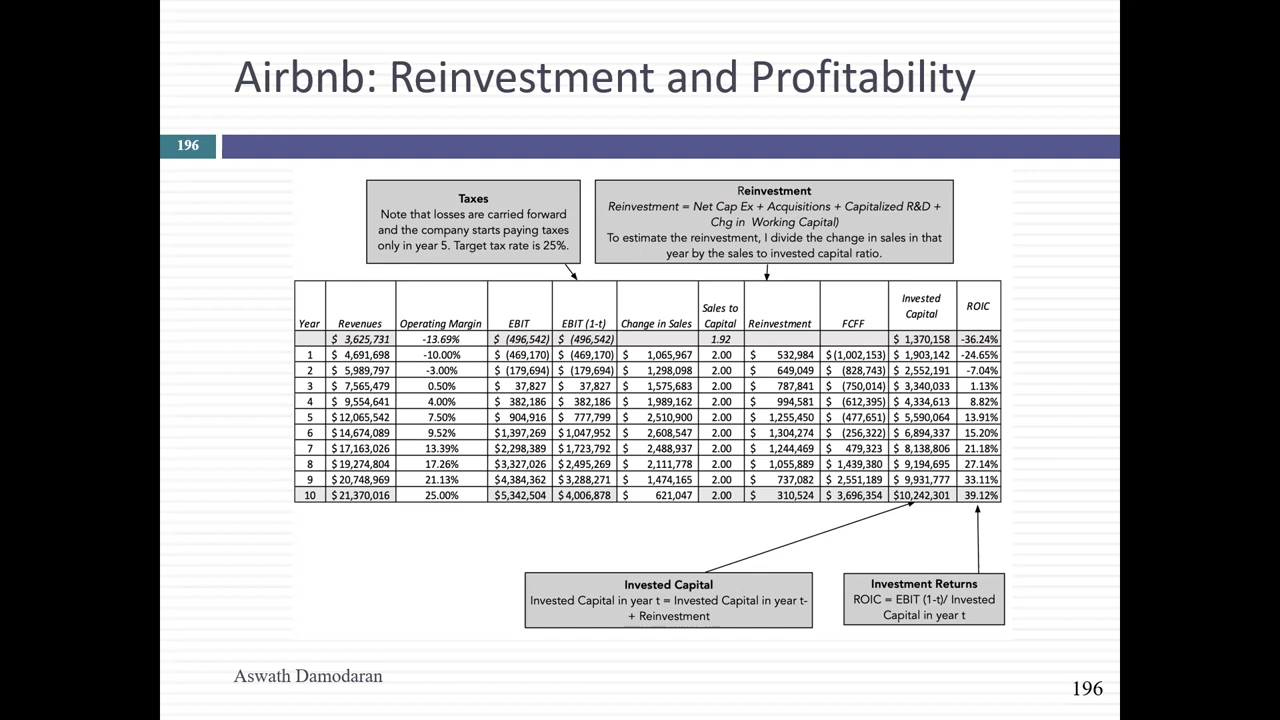 Airbnb: Reinvestment and Profitability
196
Taxes
Note that losses are carried forward
and the company starts paying taxes
only in year 5. Target tax rate is 25%.
Reinvestment
Reinvestment = Net Cap Ex + Acquisitions + Capitalized R&D +
Chg in Working Capital)
To estimate the reinvestment, I divide the change in sales in that
year by the sales to invested capital ratio.
Year Revenues Operating Margin EBIT EBIT (1-t) Change in Sales Sales to Capital Reinvestment FCFF Invested Capital ROIC
$ 3,625,731 -13.69% $ (496,542) $ (496,542) 1.92 $ 1,370,158 -36.24%
1 $ 4,691,698 -10.00% $ (469,170) $ (469,170) $ 1,065,967 2.00 $ 532,984 $ (1,002,153) $ 1,903,142 -24.65%
2 $ 5,989,797 -3.00% $ (179,694) $ (179,694) $ 1,298,098 2.00 $ 649,049 $ (828,743) $ 2,552,191 -7.04%
3 $ 7,565,479 0.50% $ 37,827 $ 37,827 $ 1,575,683 2.00 $ 787,841 $ (750,014) $ 3,340,033 1.13%
4 $ 9,554,641 4.00% $ 382,186 $ 382,186 $ 1,989,162 2.00 $ 994,581 $ (612,395) $ 4,334,613 8.82%
5 $ 12,065,542 7.50% $ 904,916 $ 777,799 $ 2,510,900 2.00 $ 1,255,450 $ (477,651) $ 5,590,064 13.91%
6 $ 14,674,089 9.52% $1,397,269 $1,047,952 $ 2,608,547 2.00 $ 1,304,274 $ (256,322) $ 6,894,337 15.20%
7 $ 17,163,026 13.39% $2,298,389 $1,723,792 $ 2,488,937 2.00 $ 1,244,469 $ 479,323 $ 8,138,806 21.18%
8 $ 19,274,804 17.26% $3,327,026 $2,495,269 $ 2,111,778 2.00 $ 1,055,889 $ 1,439,380 $ 9,194,695 27.14%
9 $ 20,748,969 21.13% $4,384,362 $3,288,271 $ 1,474,165 2.00 $ 737,082 $ 2,551,189 $ 9,931,777 33.11%
10 $ 21,370,016 25.00% $5,342,504 $4,006,878 $ 621,047 2.00 $ 310,524 $ 3,696,354 $10,242,301 39.12%
Invested Capital
Invested Capital in year t = Invested Capital in year t-
+ Reinvestment
Investment Returns
ROIC = EBIT (1-t)/ Invested
Capital in year t
Aswath Damodaran
196